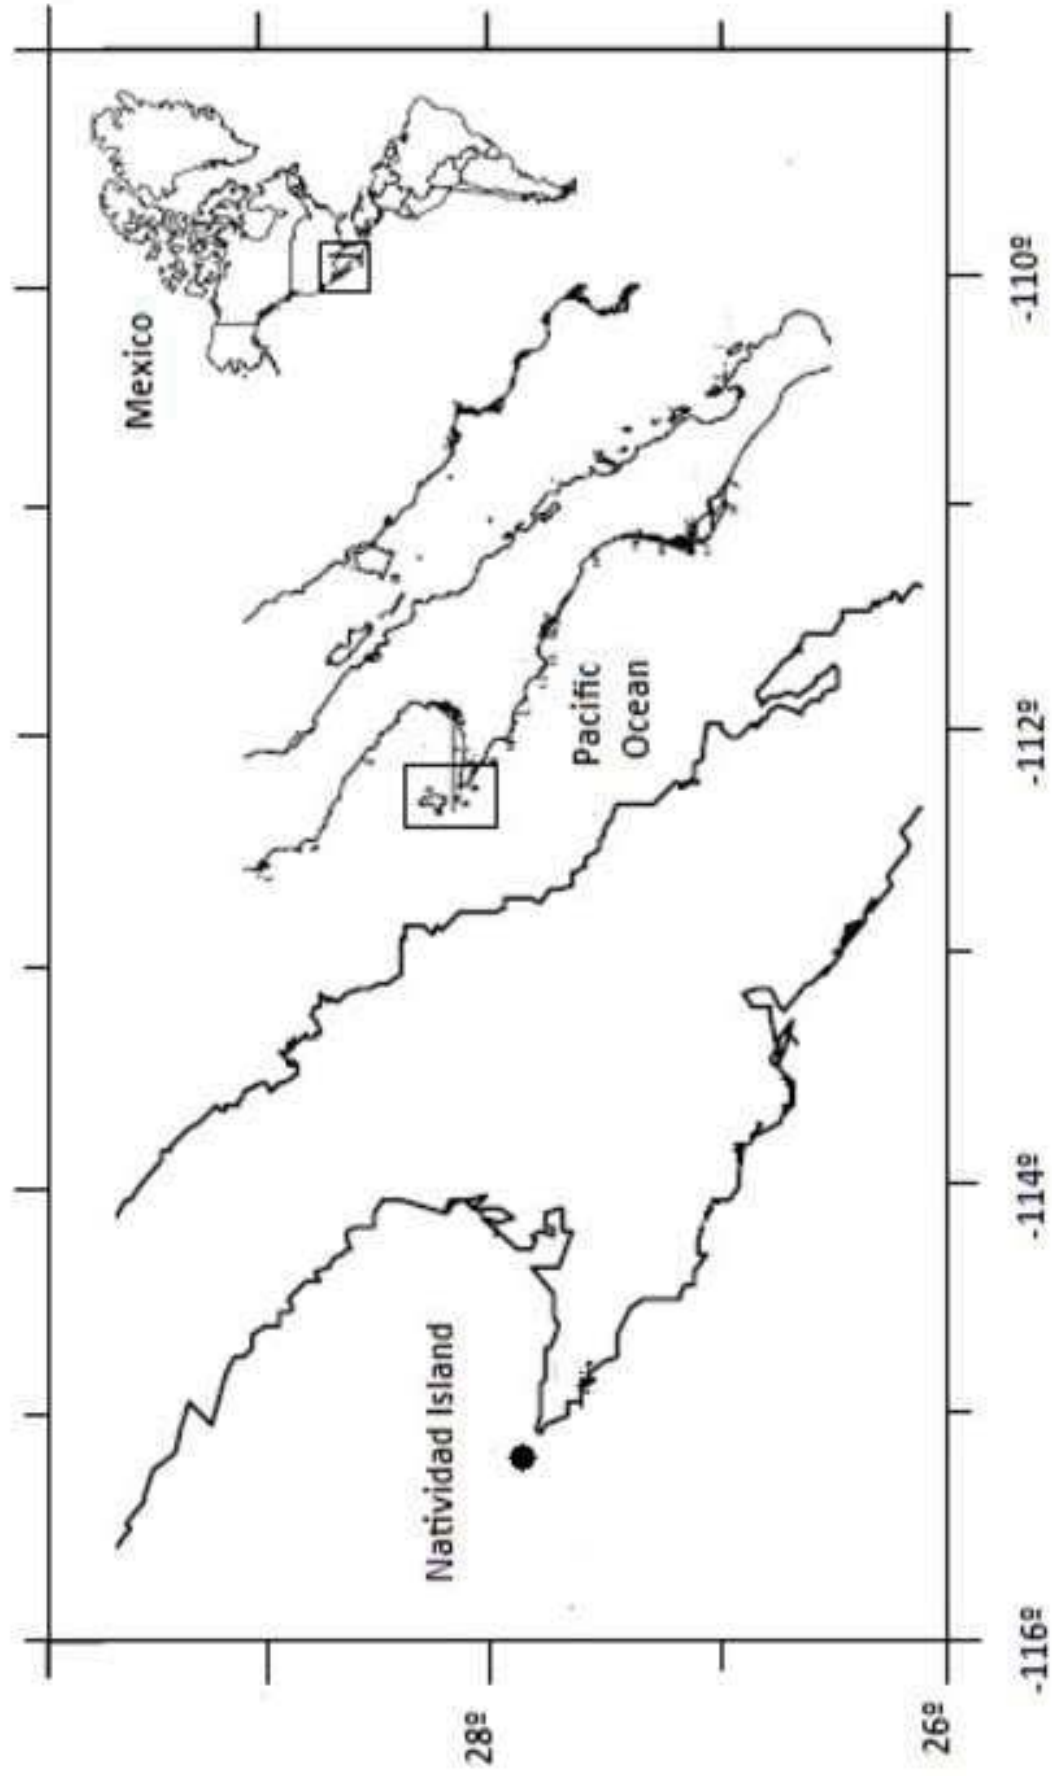 Mexico
Pacific
Ocean
Natividad Island
28º
26º
-116º
-114º
-112º
-110º